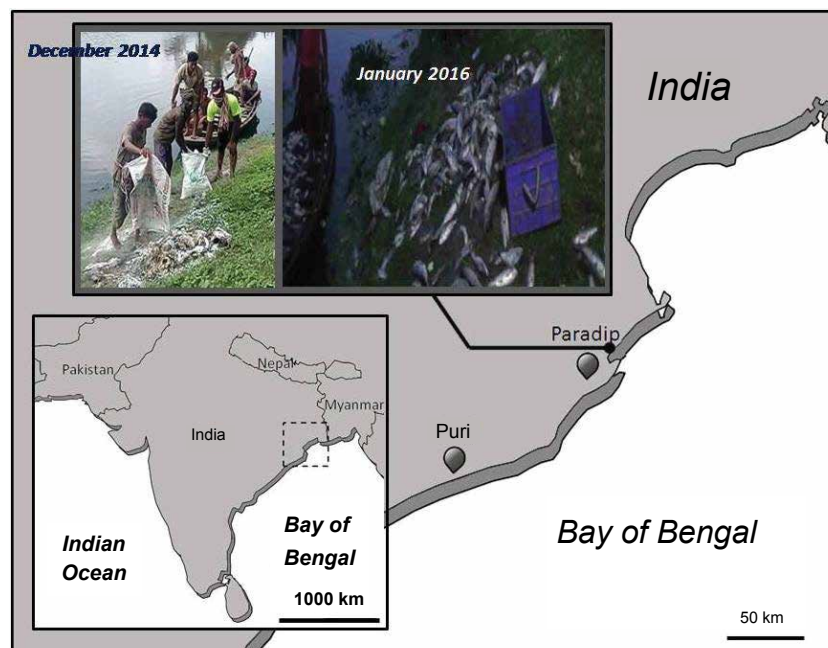 December 2014
January 2016
India
Paradip
Puri
Bay of Bengal
50 km
Pakistan
Nepal
Myanmar
India
Indian
Ocean
Bay of
Bengal
1000 km